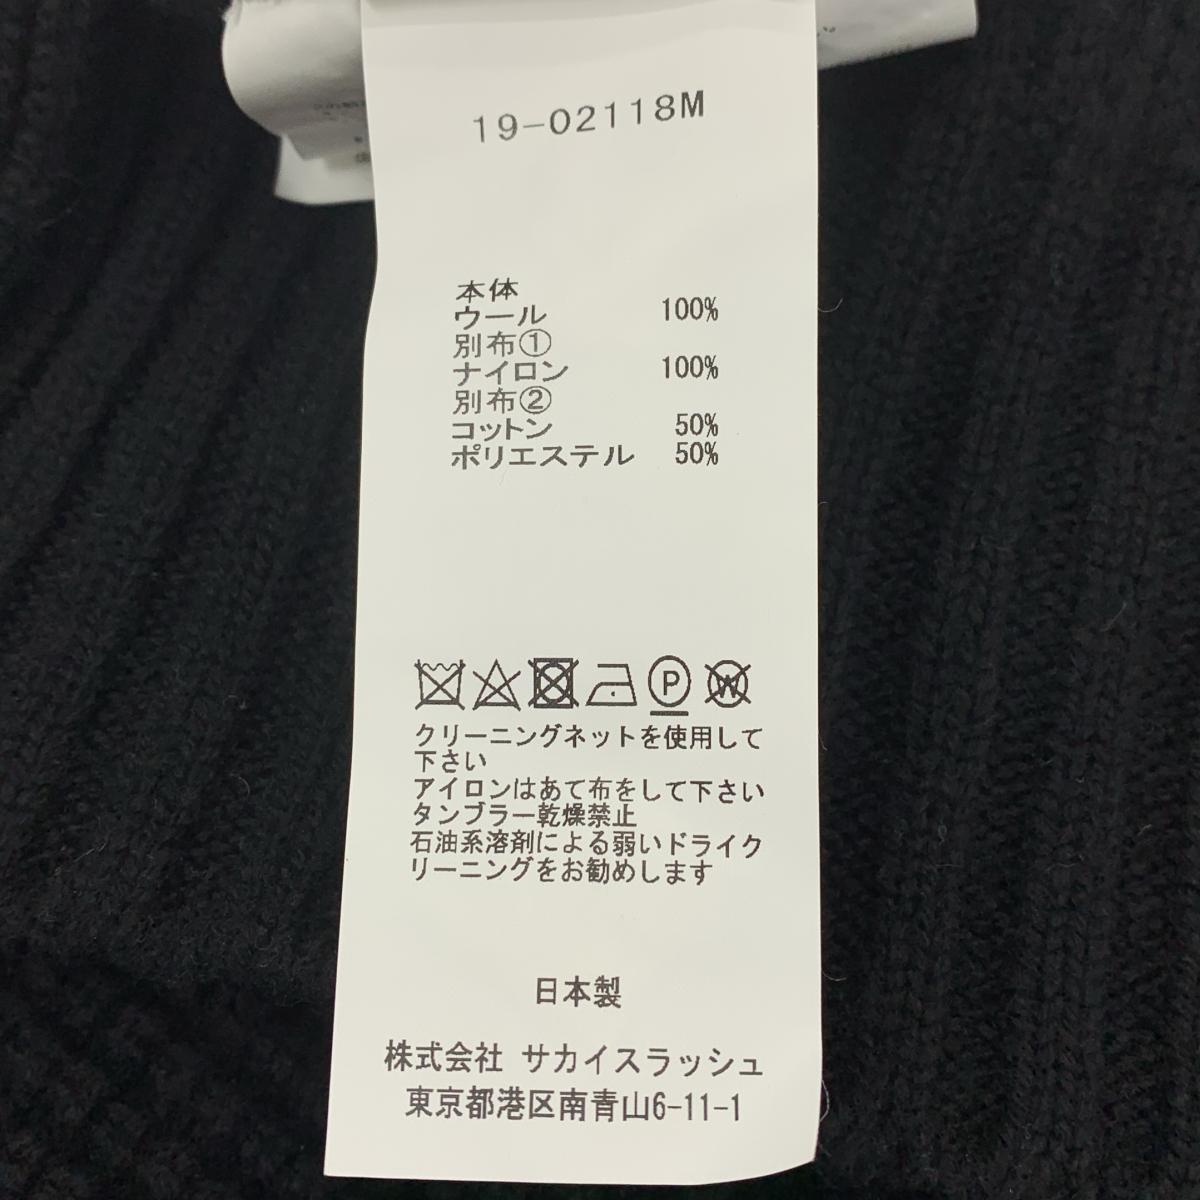 19-02118M
本体
ウール 100%
別布①
ナイロン 100%
別布②
コットン 50%
ポリエステル 50%
P W
クリーニングネットを使用して
下さい
アイロンはあて布をして下さい
タンブラー乾燥禁止
石油系溶剤による弱いドライク
リーニングをお勧めします
日本製
株式会社 サカイスラッシュ
東京都港区南青山6-11-1